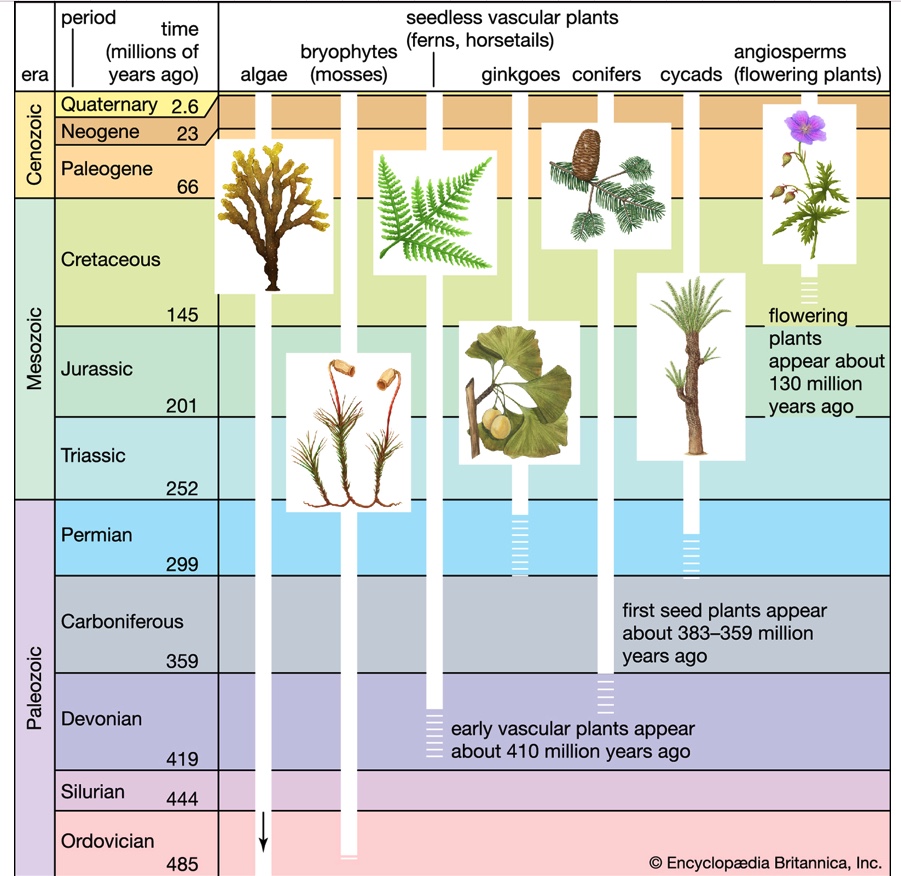 era
period
time
(millions of
years ago)
algae
bryophytes
(mosses)
seedless vascular plants
(ferns, horsetails)
ginkgoes
conifers
cycads
angiosperms
(flowering plants)
Cenozoic
Quaternary 2.6
Neogene 23
Paleogene
66
Mesozoic
Cretaceous
145
Jurassic
201
Triassic
252
flowering
plants
appear about
130 million
years ago
Paleozoic
Permian
299
Carboniferous
359
first seed plants appear
about 383–359 million
years ago
Devonian
419
early vascular plants appear
about 410 million years ago
Silurian
444
Ordovician
485
© Encyclopædia Britannica, Inc.